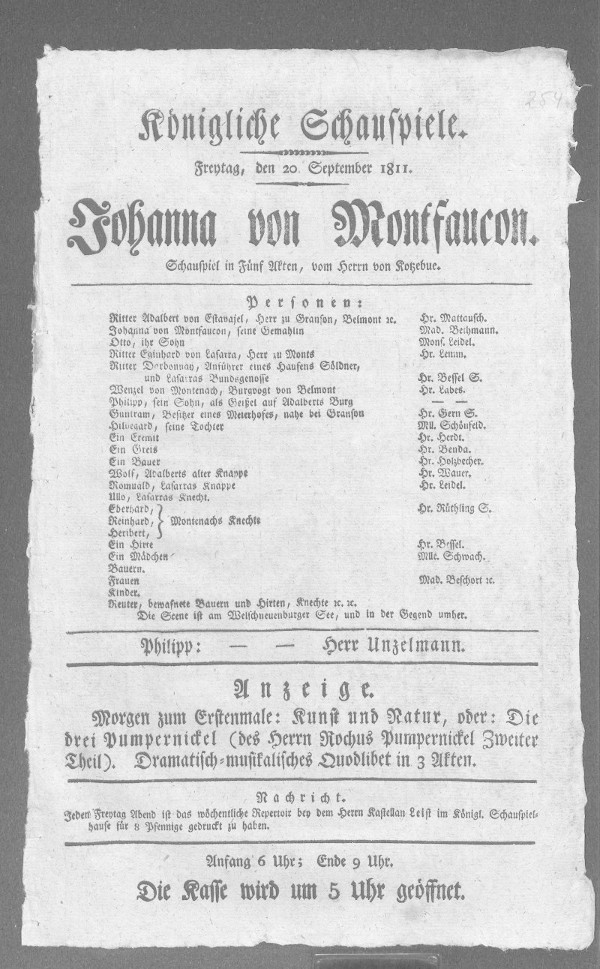 254
Königliche Schauspiele.
Freytag, den 20. September 1811.
Johanna von Montfaucon.
Schauspiel in Fünf Akten, vom Herrn von Kotzebue.
Personen:
Ritter Adalbert von Estavajel, Herr zu Granson, Belmont ꝛc. Hr. Mattausch.
Johanna von Montfaucon, seine Gemahlin Mad. Bethmann.
Otto, ihr Sohn Mons. Leidel.
Ritter Eginhard von Lasarra, Herr zu Monts Hr. Lemm.
Ritter Darbonnay, Anführer eines Haufens Söldner,
und Lasarras Bundsgenosse Hr. Bessel S.
Wenzel von Montenach, Burgvogt von Belmont Hr. Labes.
Philipp, sein Sohn, als Geißel auf Adalberts Burg — —
Guntram, Besitzer eines Meierhofes, nahe bei Granson Hr. Gern S.
Hildegard, seine Tochter Mll. Schönfeld.
Ein Eremit Hr. Herdt.
Ein Greis Hr. Benda.
Ein Bauer Hr. Holzbecher.
Wolf, Adalberts alter Knappe Hr. Wauer.
Romuald, Lasarras Knappe Hr. Leidel.
Ullo, Lasarras Knecht.
Eberhard, Hr. Rüthling S.
Reinhard, } Montenachs Knechte
Heribert,
Ein Hirte Hr. Bessel.
Ein Mädchen Mlle. Schwach.
Bauern.
Frauen Mad. Beschort ꝛc.
Kinder.
Reuter, bewafnete Bauern und Hirten, Knechte ꝛc. ꝛc.
Die Scene ist am Welschneuenburger See, und in der Gegend umher.
Philipp: — — Herr Unzelmann.
Anzeige.
Morgen zum Erstenmale: Kunst und Natur, oder: Die
drei Pumpernickel (des Herrn Rochus Pumpernickel Zweiter
Theil). Dramatisch-musikalisches Quodlibet in 3 Akten.
Nachricht.
Jeden Freytag Abend ist das wöchentliche Repertoir bey dem Herrn Kastellan Leist im Königl. Schauspiel-
hause für 8 Pfennige gedruckt zu haben.
Anfang 6 Uhr; Ende 9 Uhr.
Die Kasse wird um 5 Uhr geöffnet.